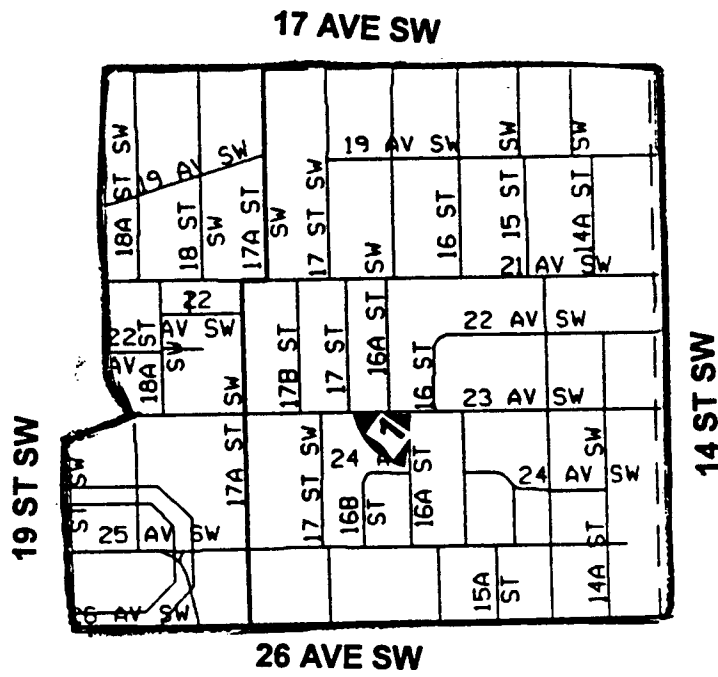 17 AVE SW
19 AV SW
19 AV SW
18A ST SW
18 ST SW
17A ST SW
17 ST SW
SW
16 ST
15 ST SW
14A ST SW
21 AV SW
22 AV SW
22 AV
18A ST SW
17B ST
17 ST
16A ST
16 ST
22 AV SW
23 AV SW
17A ST SW
17 ST SW
24 A
1
16B ST
16A ST
24 AV SW
14A ST SW
19 ST SW
ST SW
25 AV SW
26 AV SW
15A ST
14 ST SW
26 AVE SW